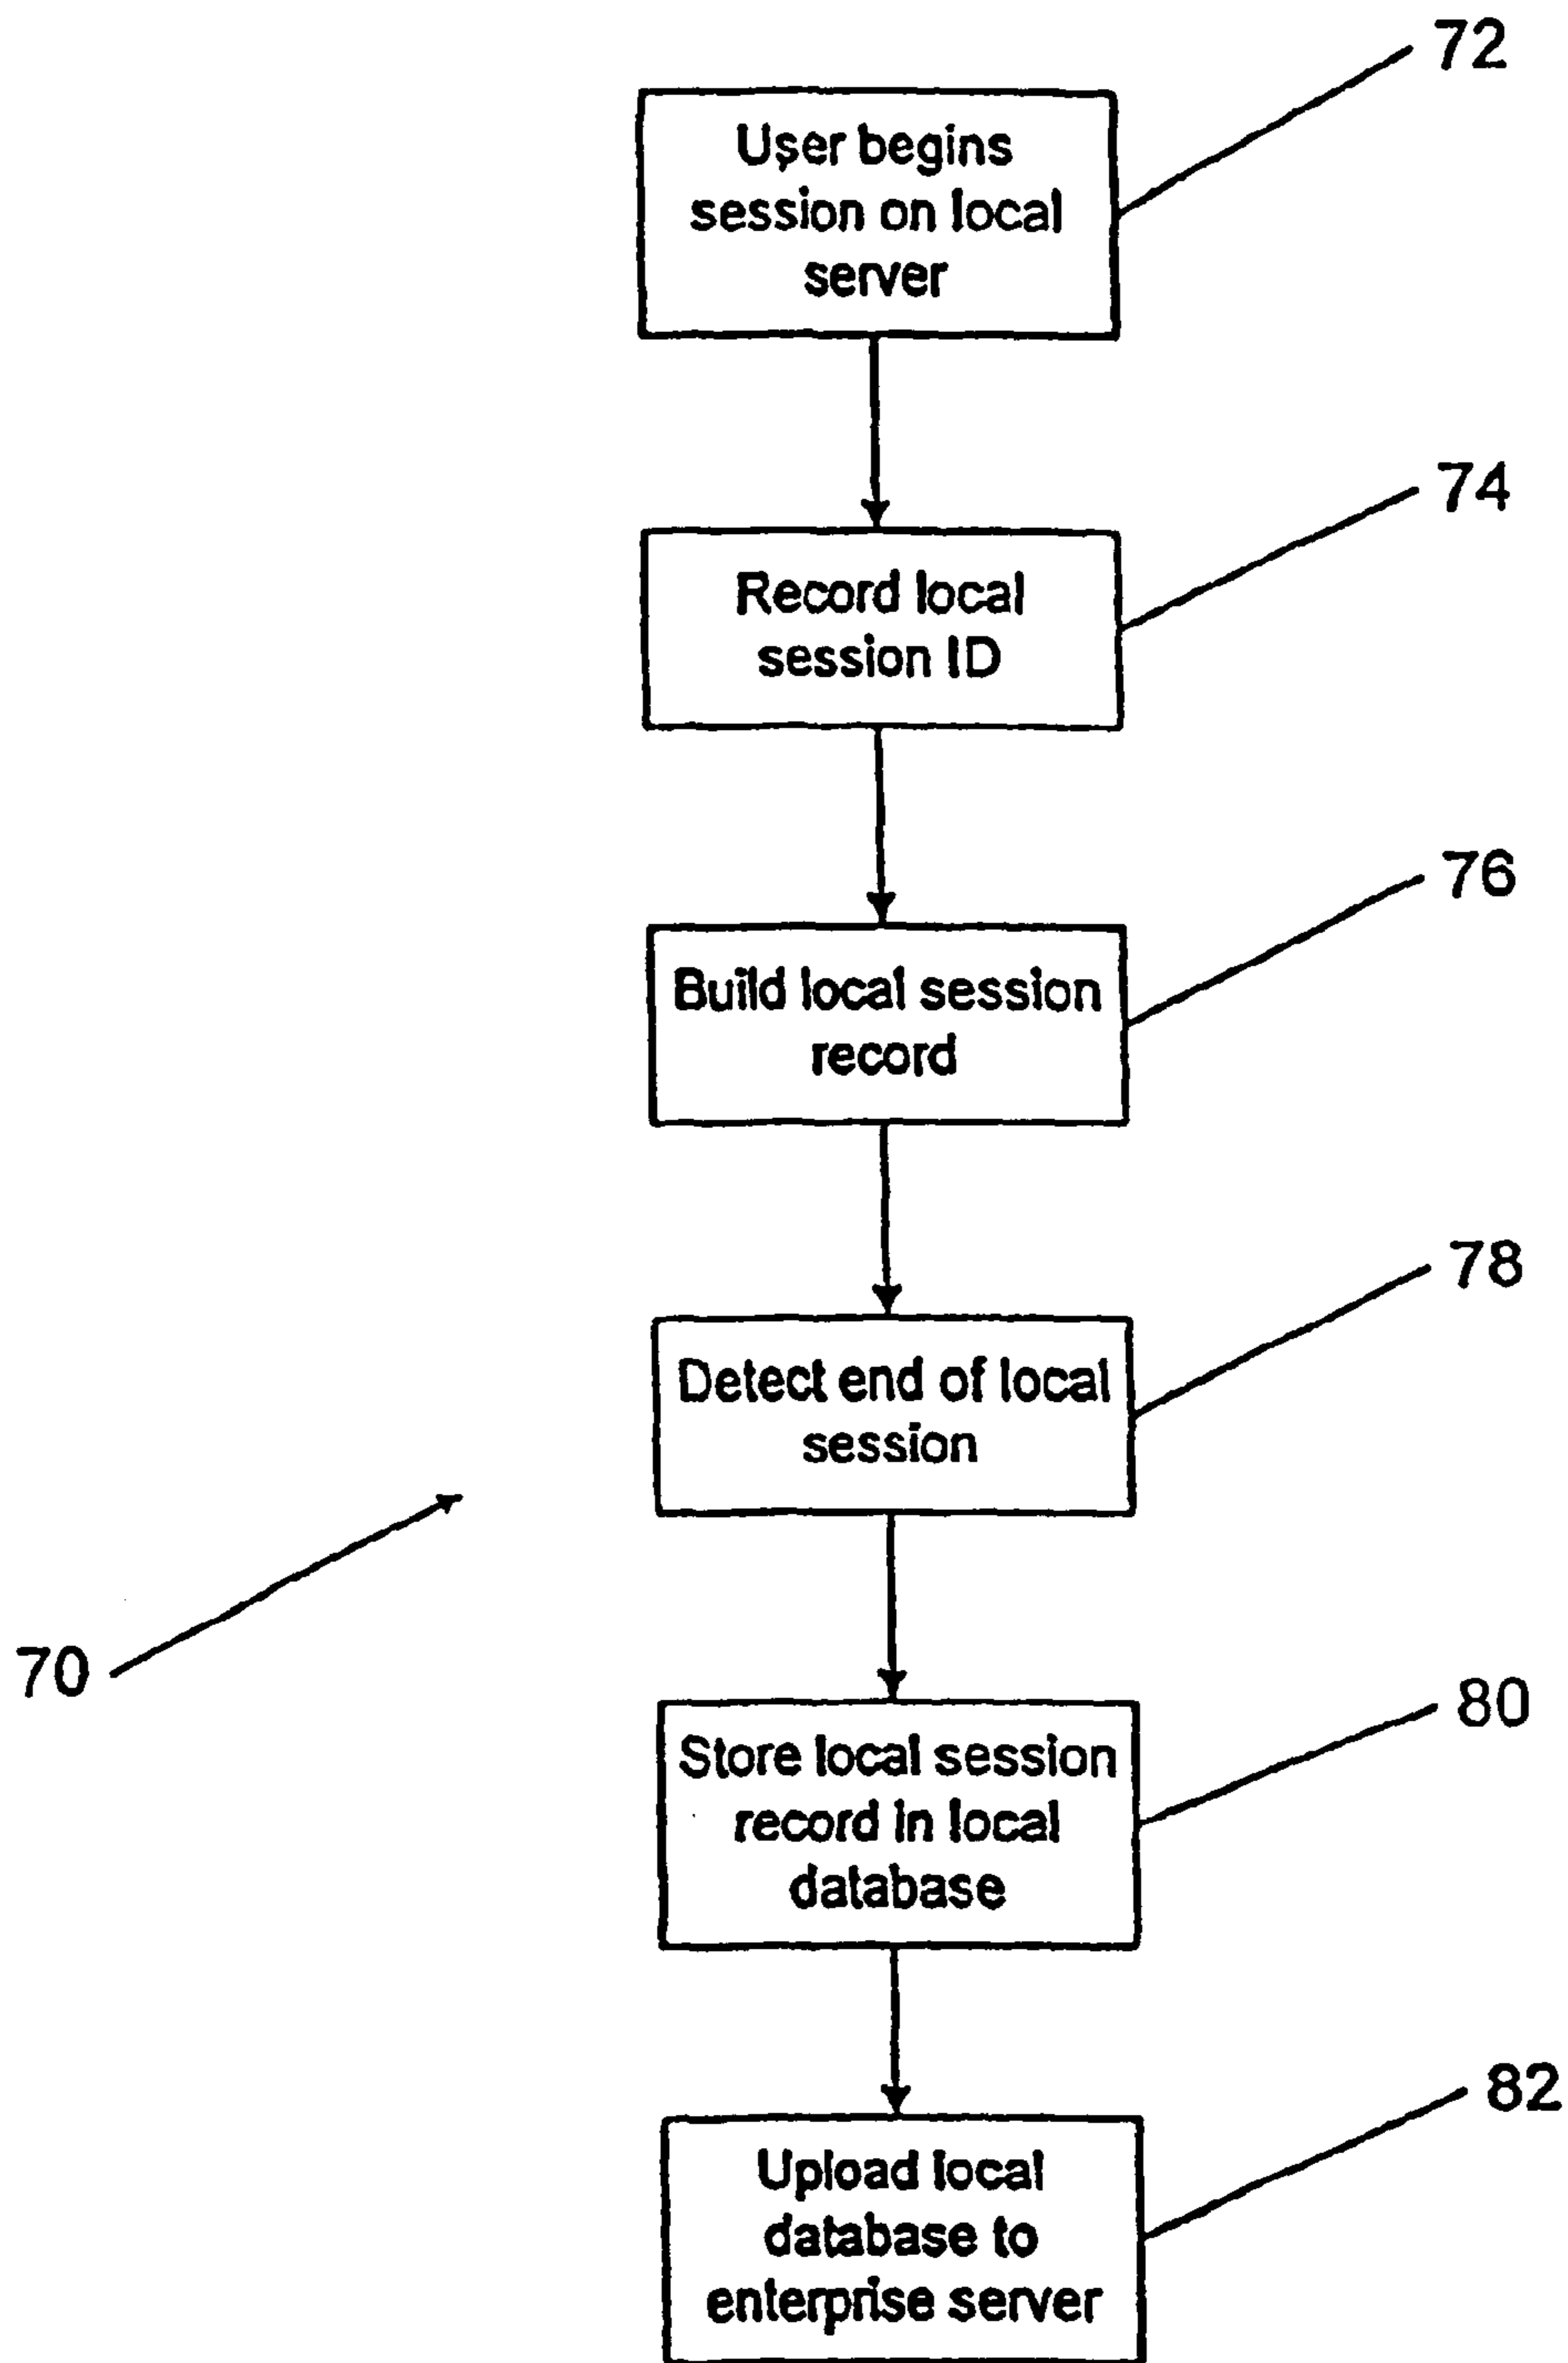 72
User begins
session on local
server
74
Record local
session ID
76
Build local session
record
78
Detect end of local
session
70
80
Store local session
record in local
database
82
Upload local
database to
enterprise server